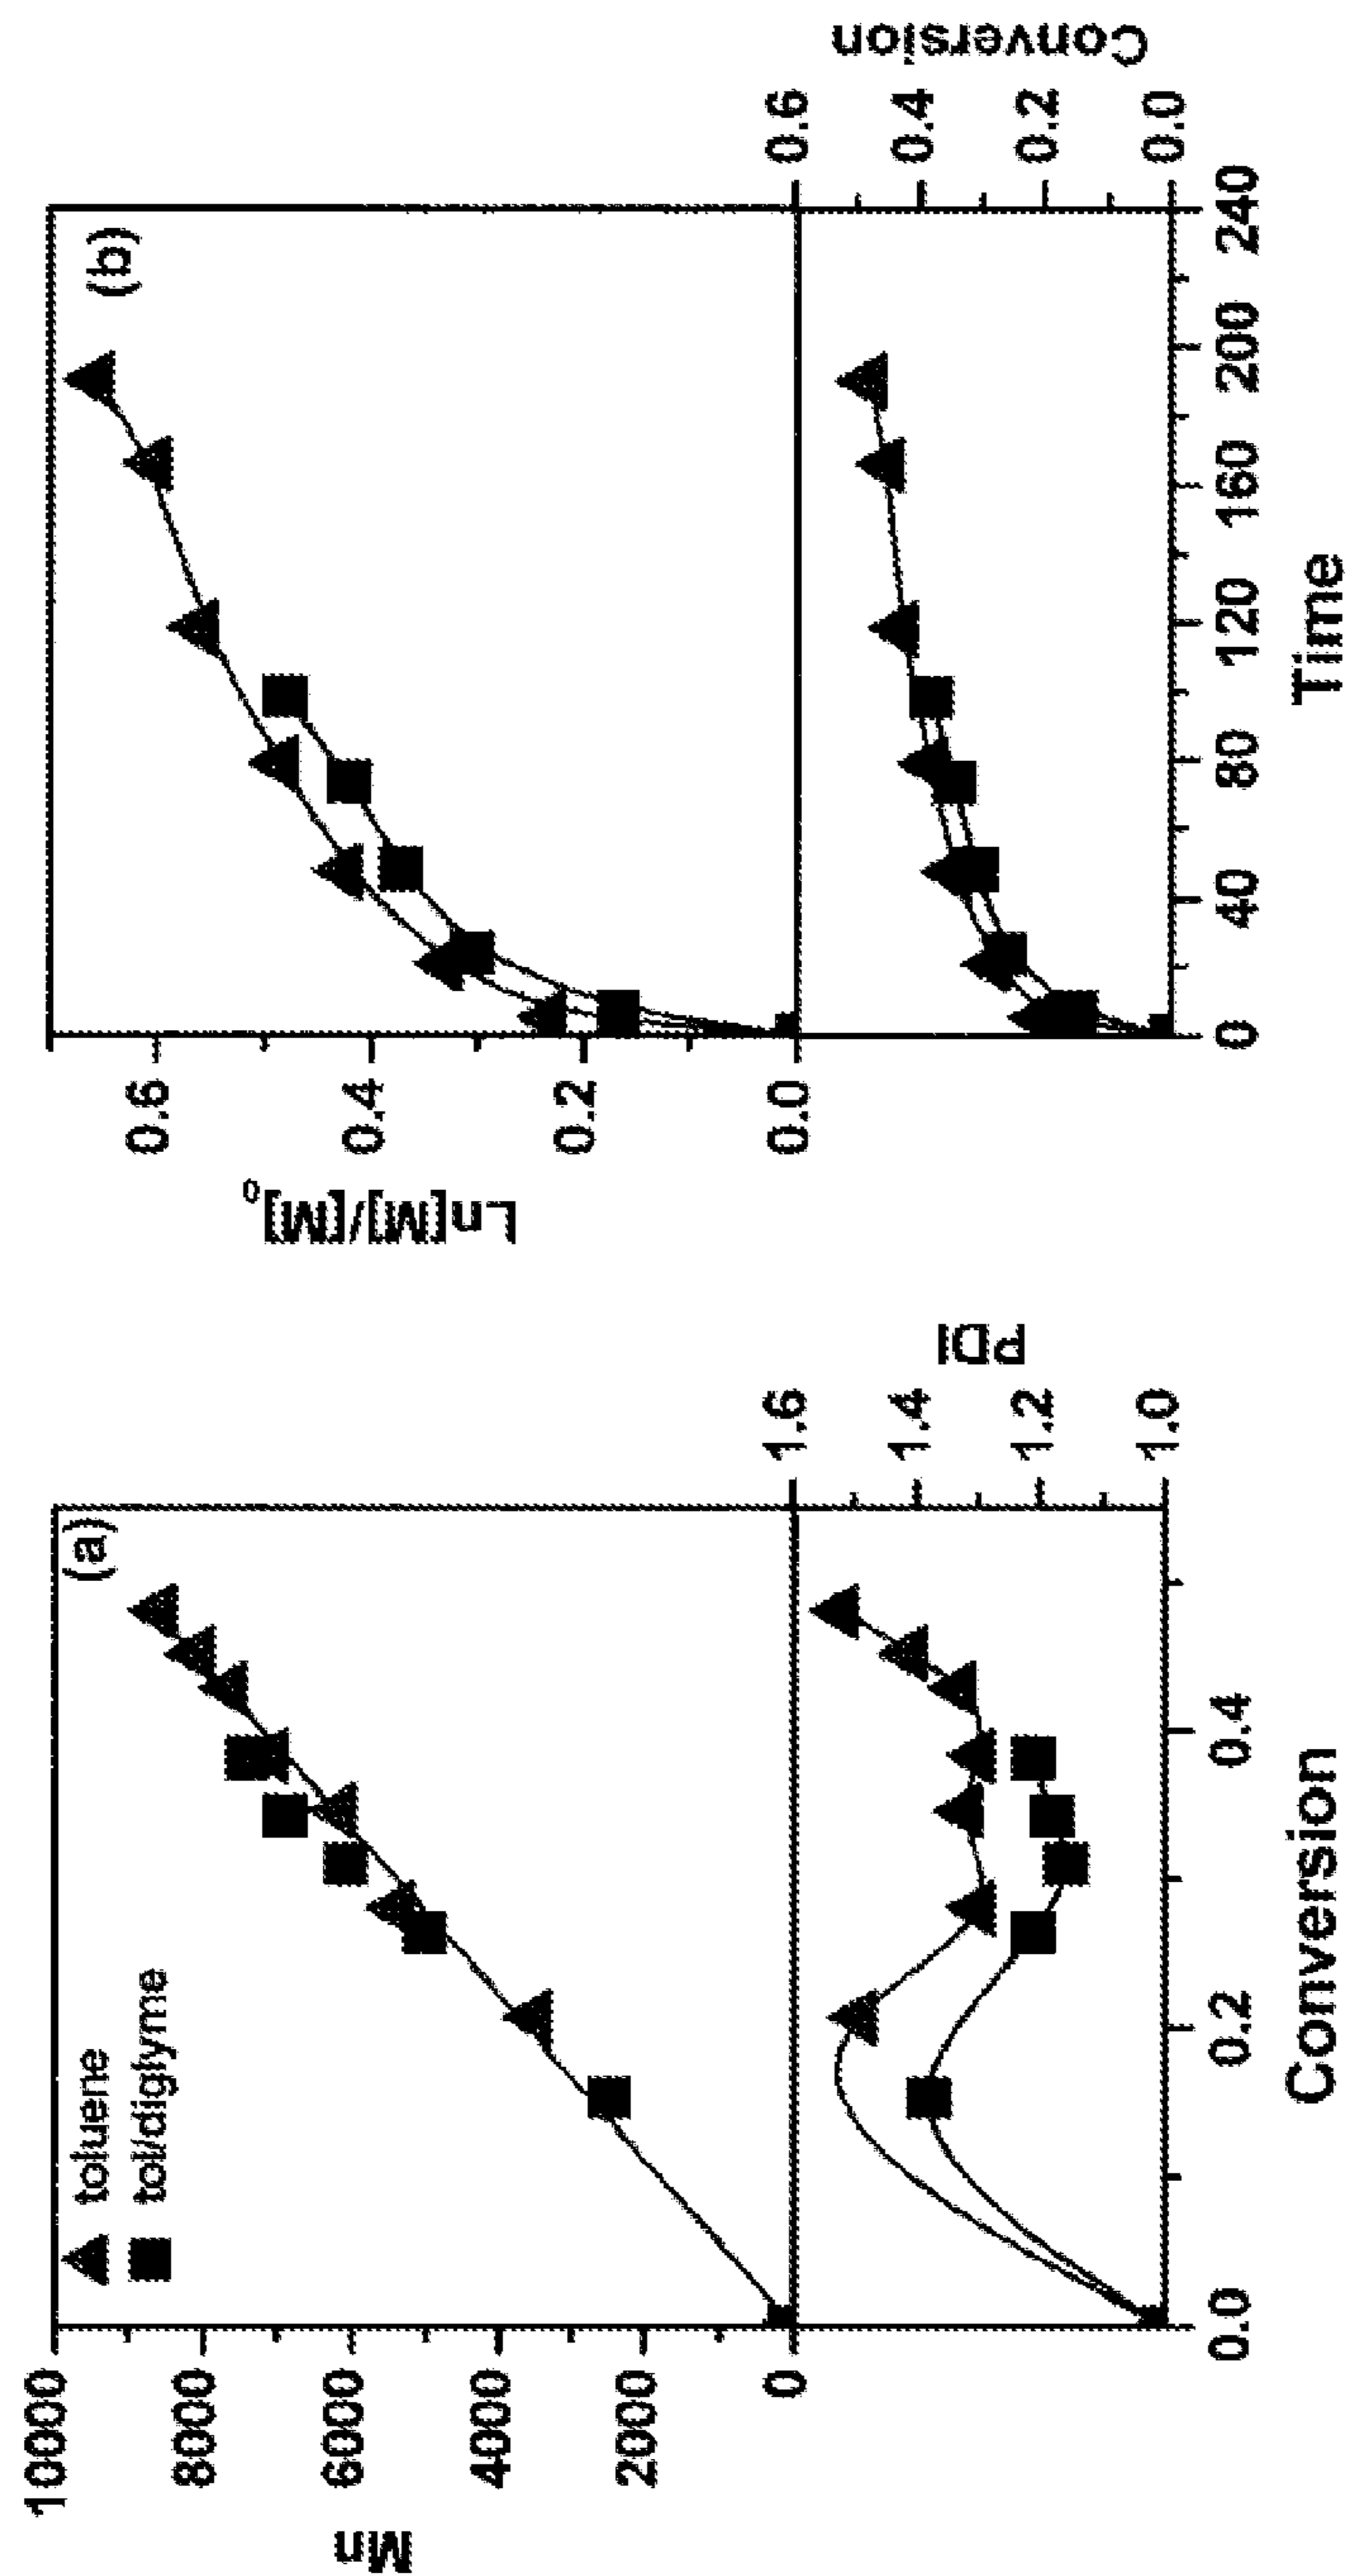 (a)
▲ toluene
■ tol/diglyme
Mn
10000
8000
6000
4000
2000
0
PDI
1.6
1.4
1.2
1.0
0.0 0.2 0.4
Conversion
(b)
Ln[M]/[M]₀
0.6
0.4
0.2
0.0
Conversion
0.6
0.4
0.2
0.0
0 40 80 120 160 200 240
Time